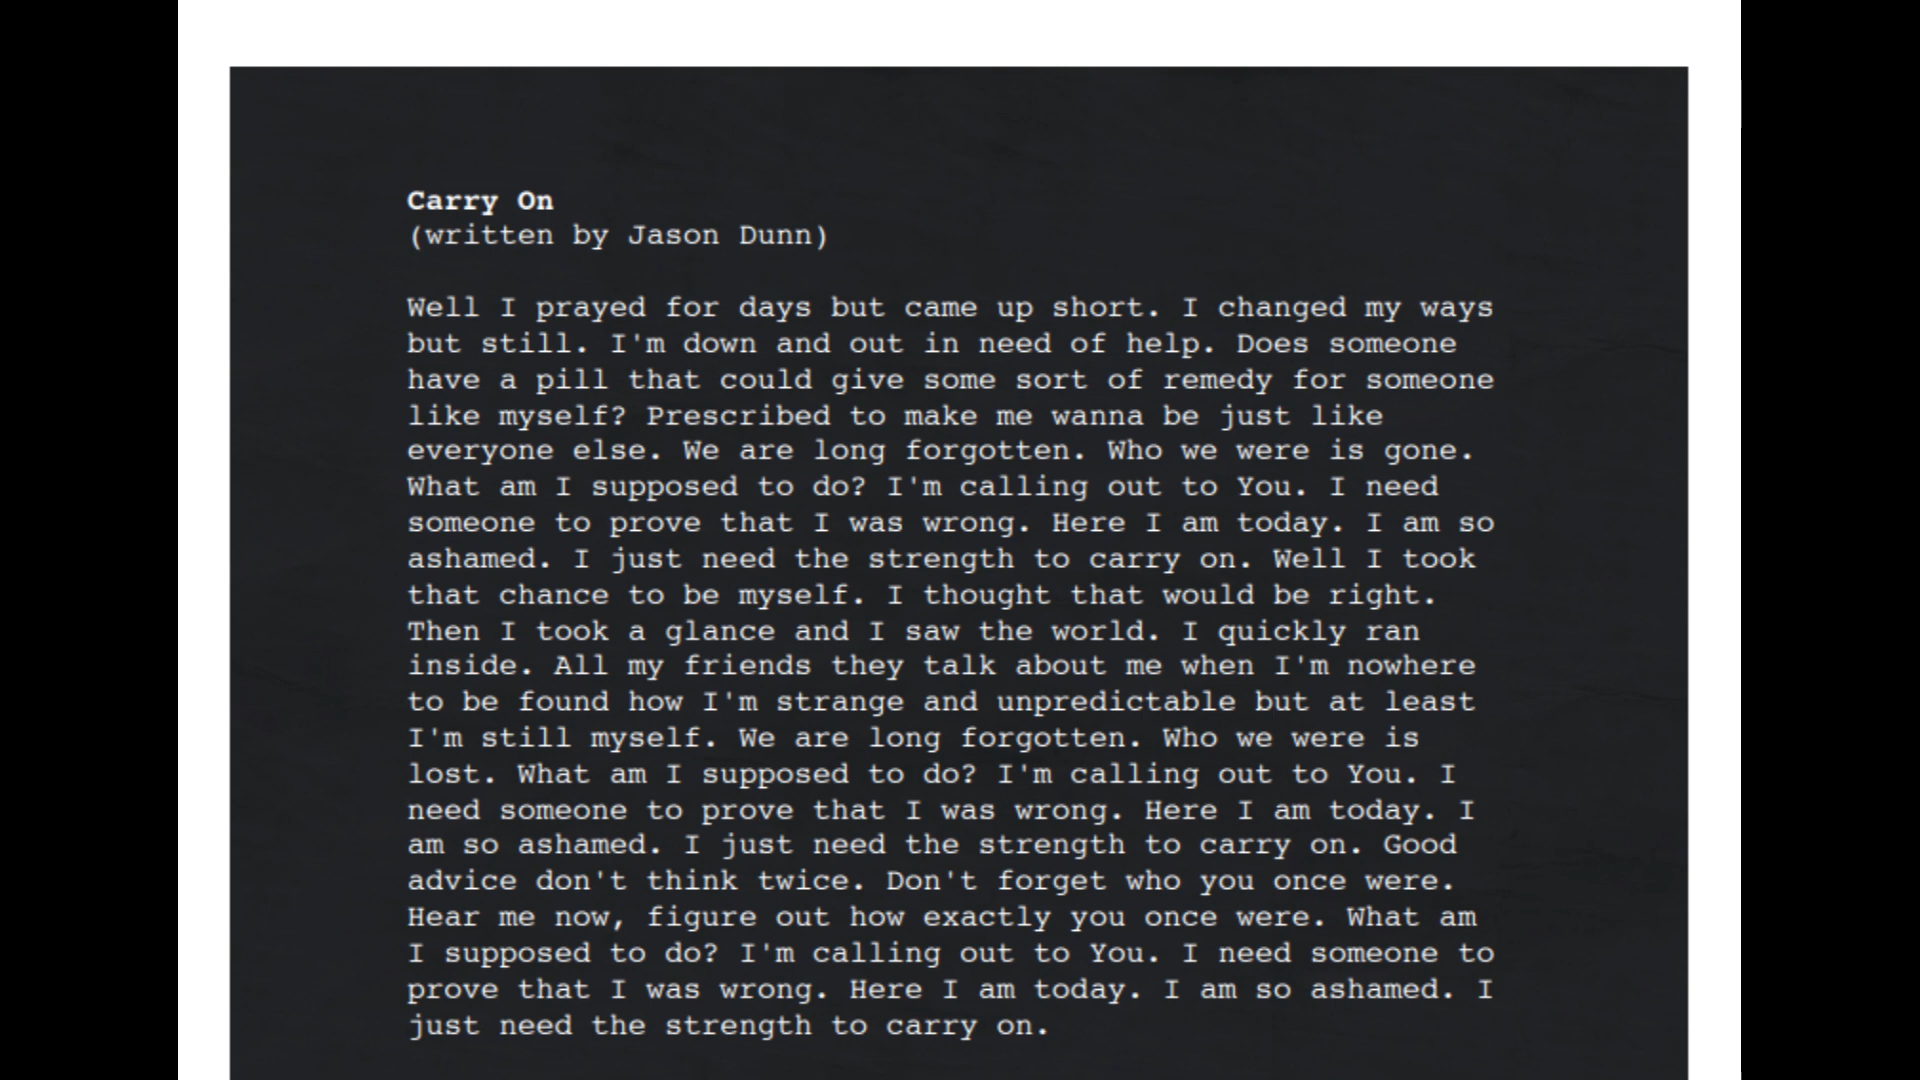 Carry On
(written by Jason Dunn)
Well I prayed for days but came up short. I changed my ways
but still. I'm down and out in need of help. Does someone
have a pill that could give some sort of remedy for someone
like myself? Prescribed to make me wanna be just like
everyone else. We are long forgotten. Who we were is gone.
What am I supposed to do? I'm calling out to You. I need
someone to prove that I was wrong. Here I am today. I am so
ashamed. I just need the strength to carry on. Well I took
that chance to be myself. I thought that would be right.
Then I took a glance and I saw the world. I quickly ran
inside. All my friends they talk about me when I'm nowhere
to be found how I'm strange and unpredictable but at least
I'm still myself. We are long forgotten. Who we were is
lost. What am I supposed to do? I'm calling out to You. I
need someone to prove that I was wrong. Here I am today. I
am so ashamed. I just need the strength to carry on. Good
advice don't think twice. Don't forget who you once were.
Hear me now, figure out how exactly you once were. What am
I supposed to do? I'm calling out to You. I need someone to
prove that I was wrong. Here I am today. I am so ashamed. I
just need the strength to carry on.